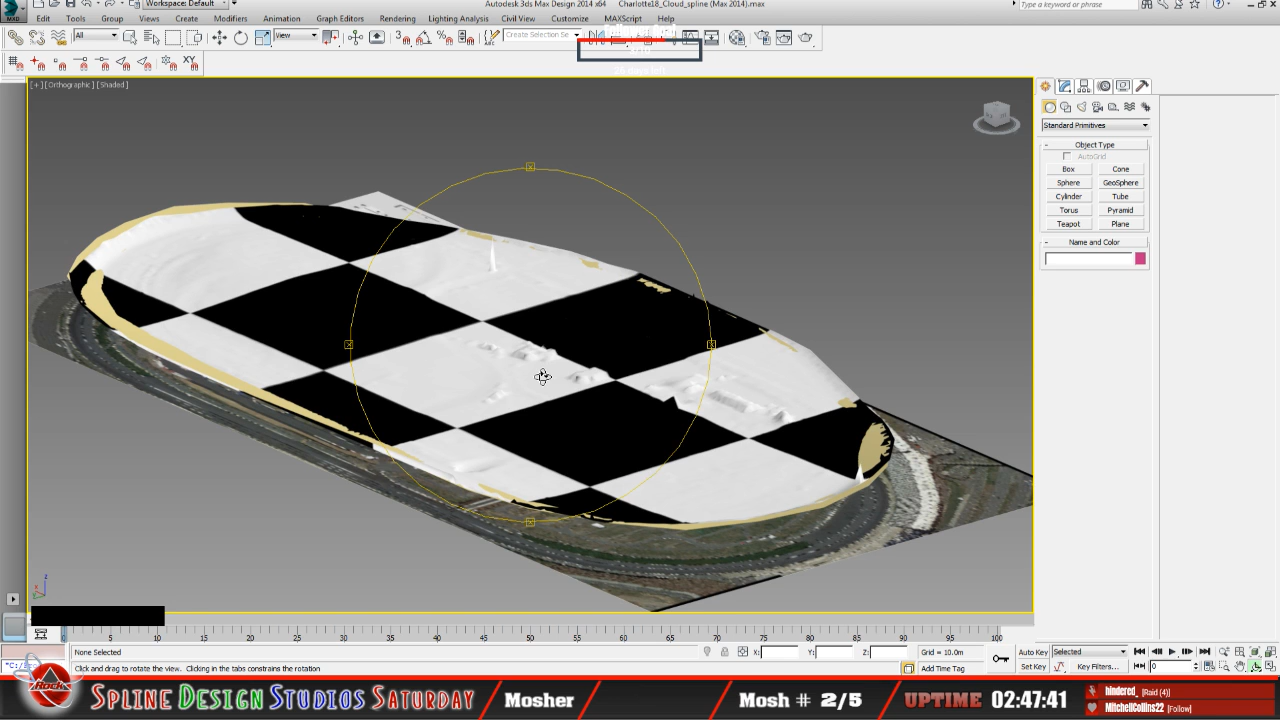 Autodesk 3ds Max Design 2014 x64 Charlotte18_Cloud_spline (Max 2014).max
Workspace: Default
Type a keyword or phrase
MXD
Edit Tools Group Views Create Modifiers Animation Graph Editors Rendering Lighting Analysis Civil View Customize MAXScript Help
All
View
Create Selection Se
XY
[+] [Orthographic] [Shaded]
Standard Primitives
- Object Type
AutoGrid
Box Cone
Sphere GeoSphere
Cylinder Tube
Torus Pyramid
Teapot Plane
- Name and Color
0 5 10 15 20 25 30 35 40 45 50 55 60 65 70 75 80 85 90 95 100
None Selected
X: Y: Z:
Grid = 10.0m
Auto Key Selected
"C:/
Click and drag to rotate the view. Clicking in the tabs constrains the rotation
Add Time Tag
Set Key Key Filters...
0
Rock
SPLINE DESIGN STUDIOS SATURDAY
Mosher
Mosh # 2/5
UPTIME 02:47:41
hindered_ [Raid (4)]
MitchellCollins22 [Follow]